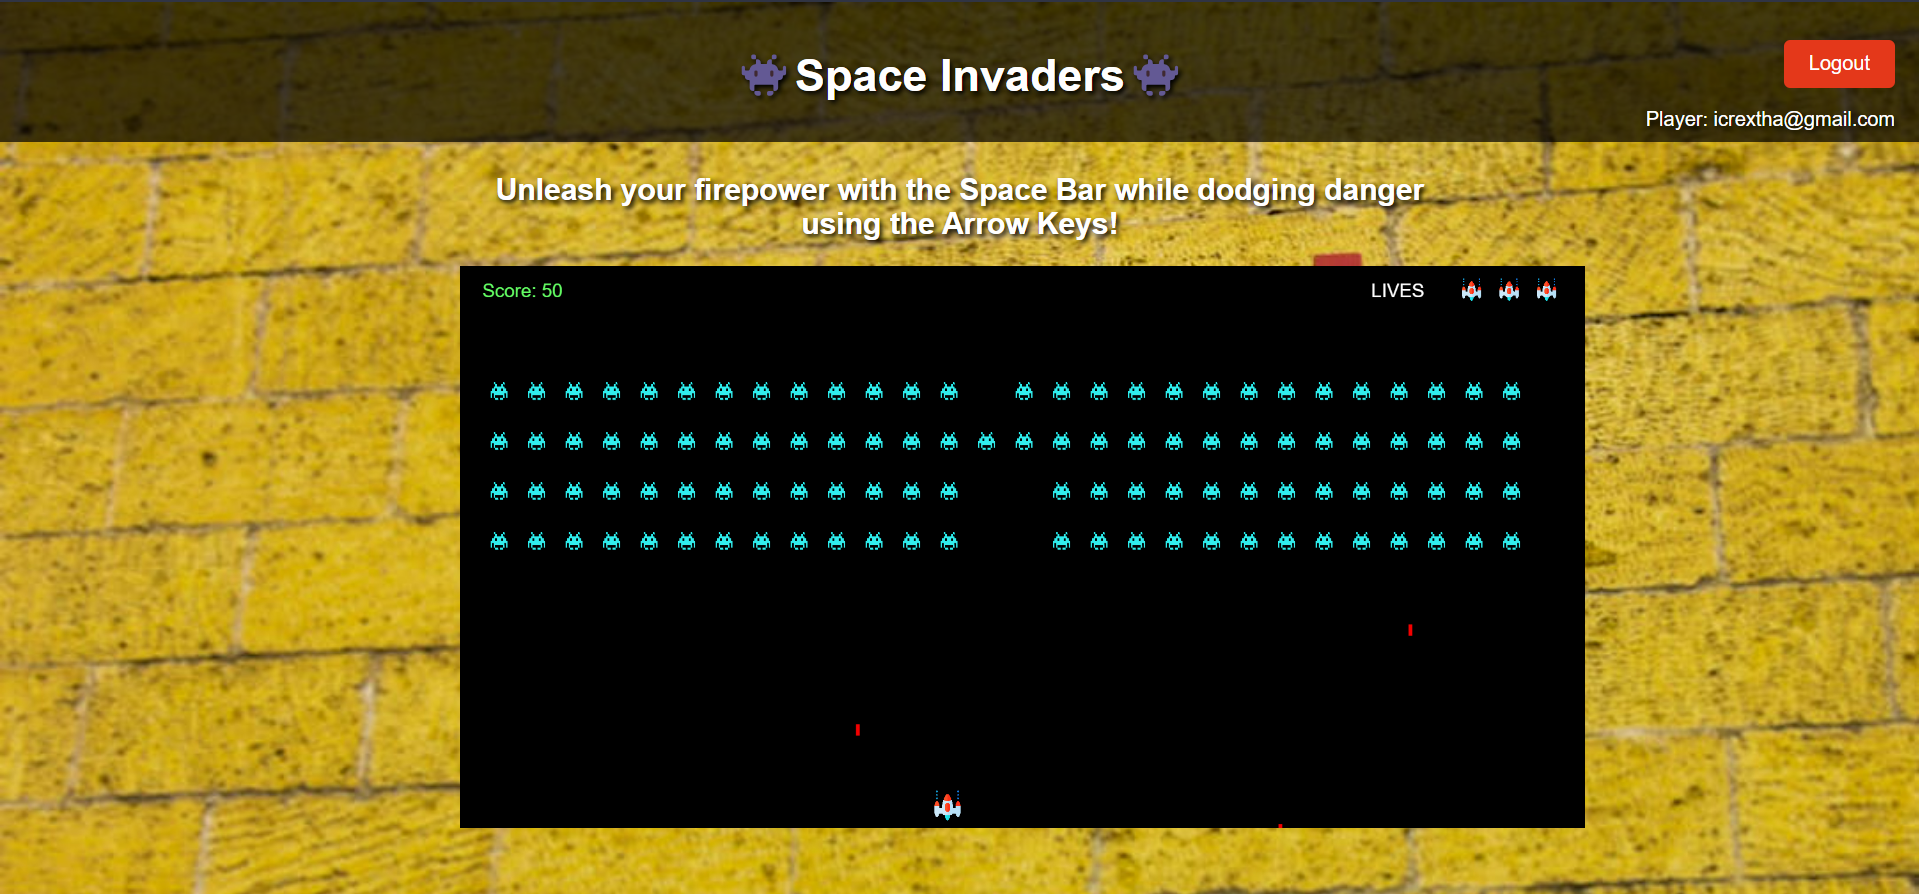 Space Invaders
Logout
Player: icrextha@gmail.com
Unleash your firepower with the Space Bar while dodging danger
using the Arrow Keys!
Score: 50
LIVES